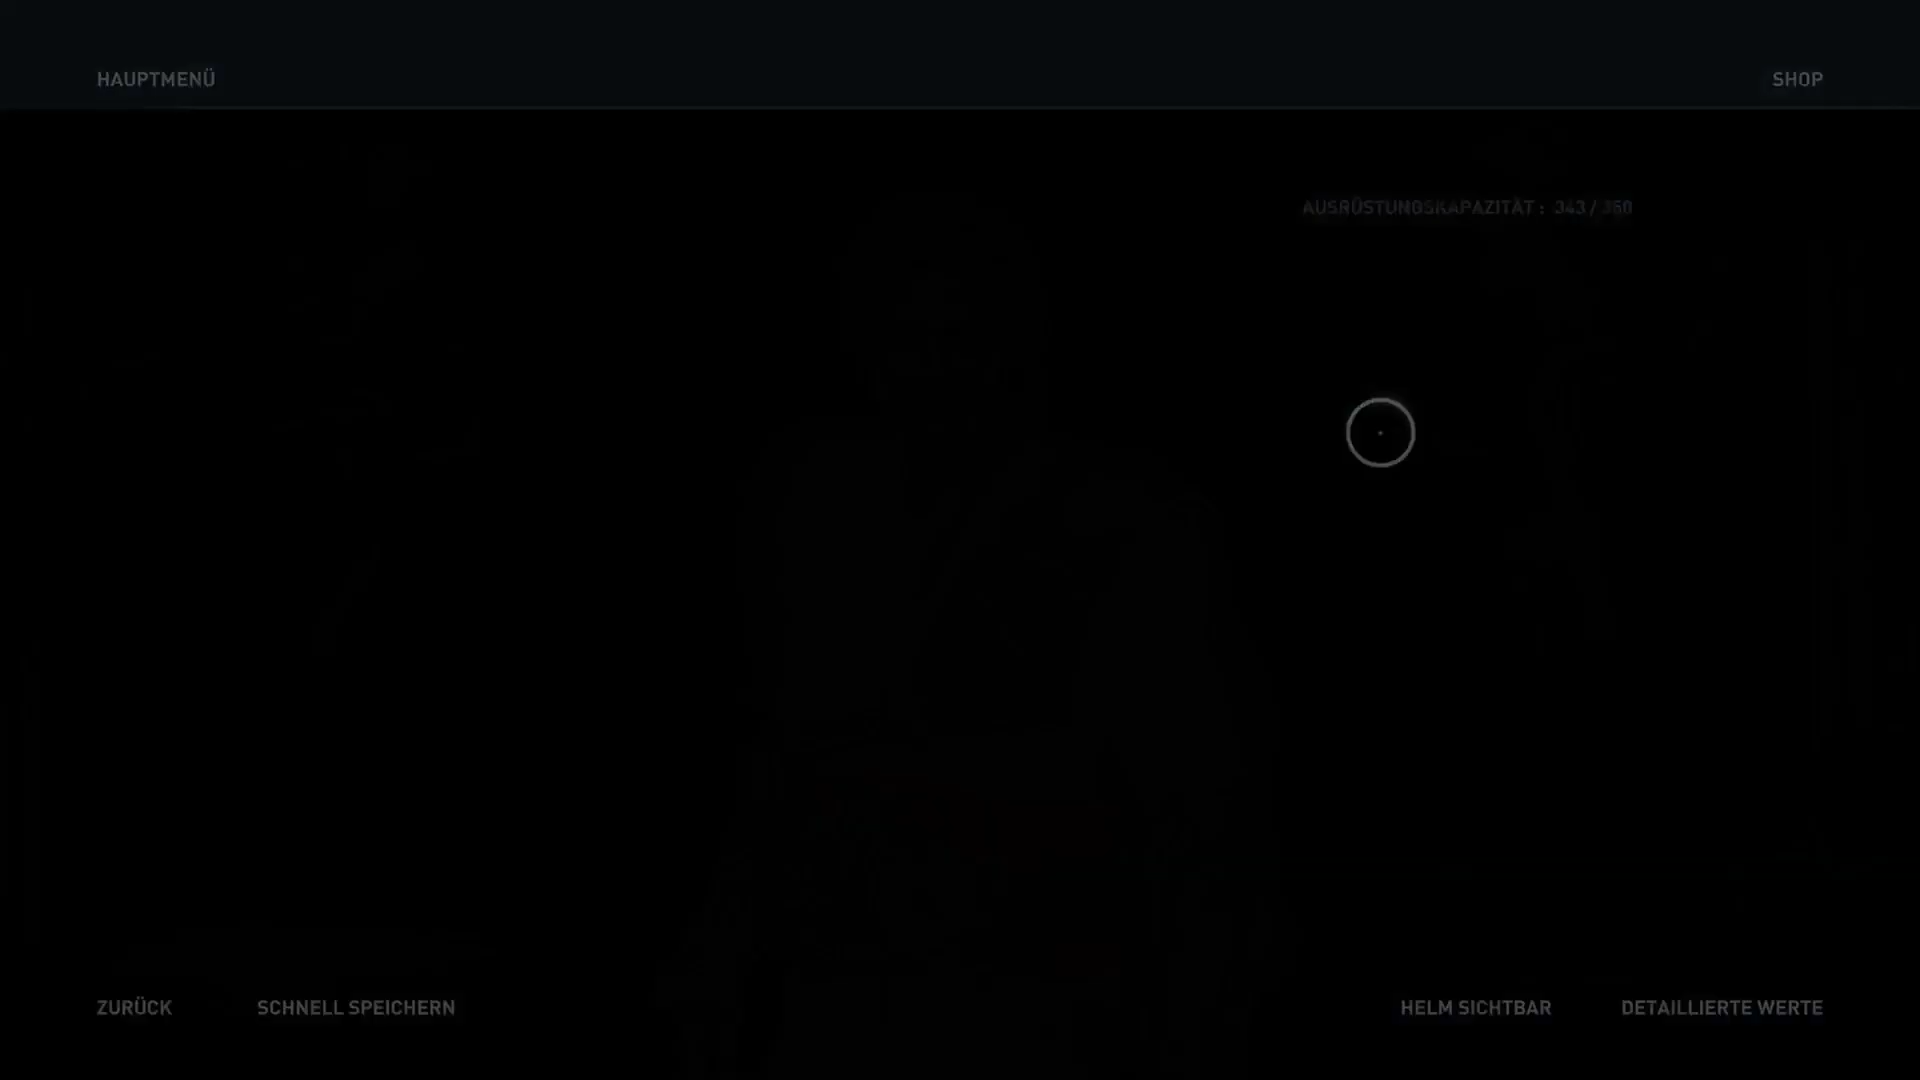 HAUPTMENÜ
SHOP
AUSRÜSTUNGSKAPAZITÄT : 343 / 350
ZURÜCK
SCHNELL SPEICHERN
HELM SICHTBAR
DETAILLIERTE WERTE